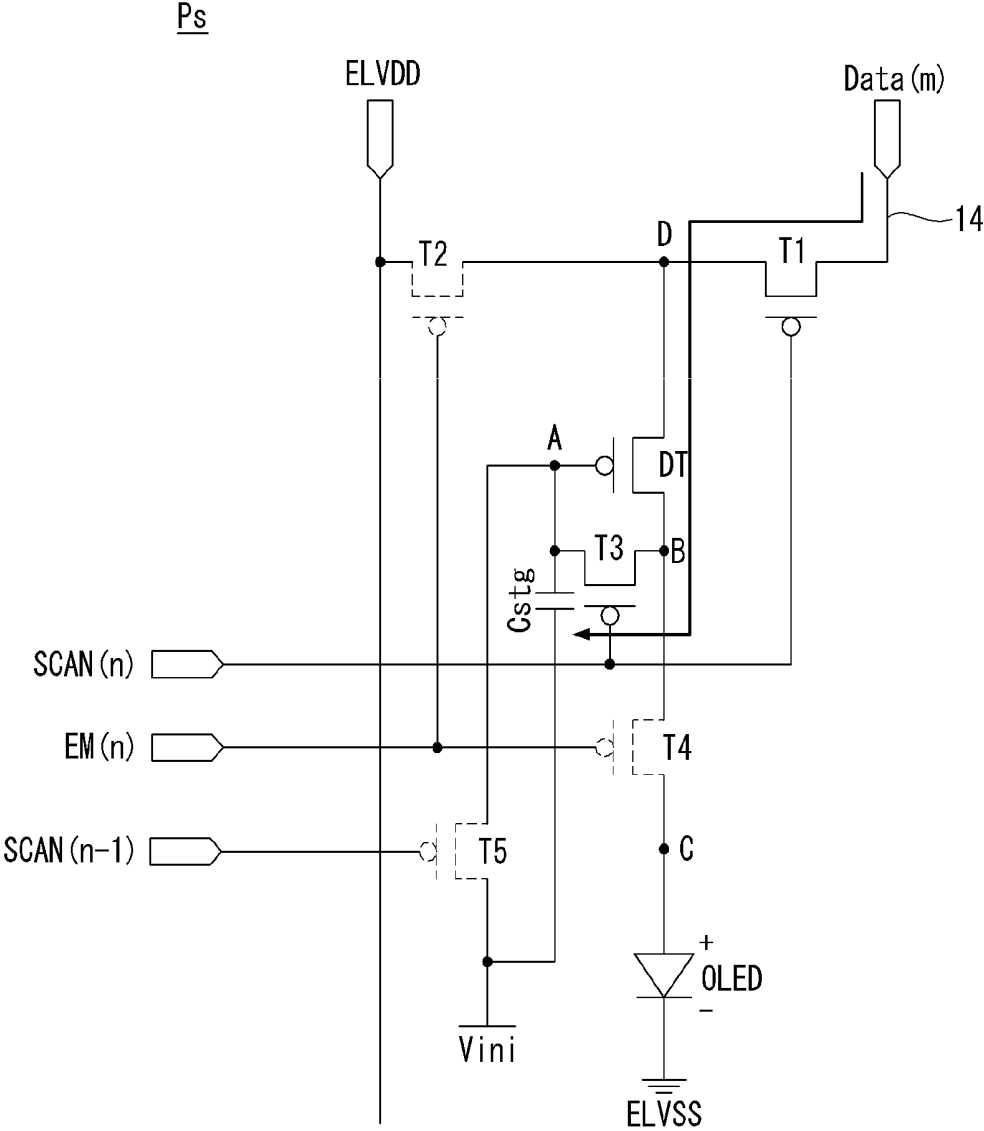 Ps
ELVDD
Data(m)
14
D
T2
T1
A
DT
T3
B
Cstg
SCAN(n)
EM(n)
T4
SCAN(n-1)
T5
C
+
OLED
-
Vini
ELVSS